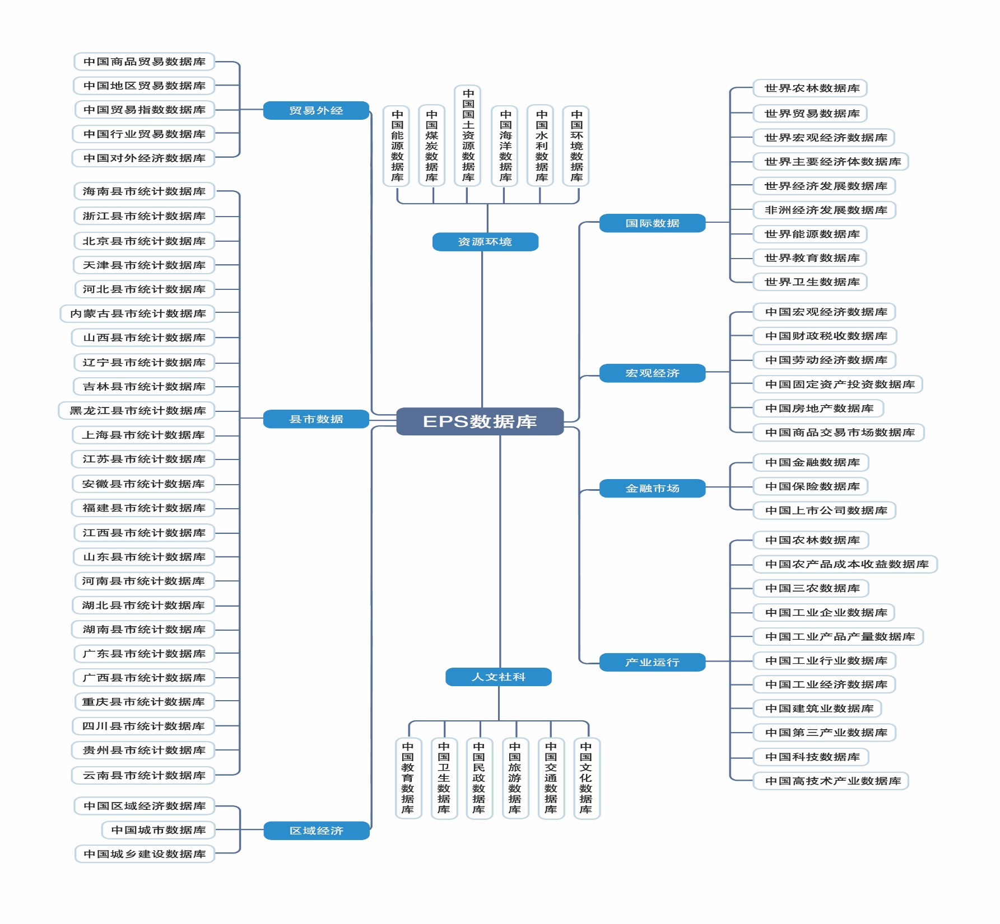 中国商品贸易数据库
中国地区贸易数据库
中国贸易指数数据库
中国行业贸易数据库
中国对外经济数据库
贸易外经
海南县市统计数据库
浙江县市统计数据库
北京县市统计数据库
天津县市统计数据库
河北县市统计数据库
内蒙古县市统计数据库
山西县市统计数据库
辽宁县市统计数据库
吉林县市统计数据库
黑龙江县市统计数据库
上海县市统计数据库
江苏县市统计数据库
安徽县市统计数据库
福建县市统计数据库
江西县市统计数据库
山东县市统计数据库
河南县市统计数据库
湖北县市统计数据库
湖南县市统计数据库
广东县市统计数据库
广西县市统计数据库
重庆县市统计数据库
四川县市统计数据库
贵州县市统计数据库
云南县市统计数据库
县市数据
中国区域经济数据库
中国城市数据库
中国城乡建设数据库
区域经济
中国能源数据库
中国煤炭数据库
中国国土资源数据库
中国海洋数据库
中国水利数据库
中国环境数据库
资源环境
EPS数据库
人文社科
中国教育数据库
中国卫生数据库
中国民政数据库
中国旅游数据库
中国交通数据库
中国文化数据库
国际数据
世界农林数据库
世界贸易数据库
世界宏观经济数据库
世界主要经济体数据库
世界经济发展数据库
非洲经济发展数据库
世界能源数据库
世界教育数据库
世界卫生数据库
宏观经济
中国宏观经济数据库
中国财政税收数据库
中国劳动经济数据库
中国固定资产投资数据库
中国房地产数据库
中国商品交易市场数据库
金融市场
中国金融数据库
中国保险数据库
中国上市公司数据库
产业运行
中国农林数据库
中国农产品成本收益数据库
中国三农数据库
中国工业企业数据库
中国工业产品产量数据库
中国工业行业数据库
中国工业经济数据库
中国建筑业数据库
中国第三产业数据库
中国科技数据库
中国高技术产业数据库